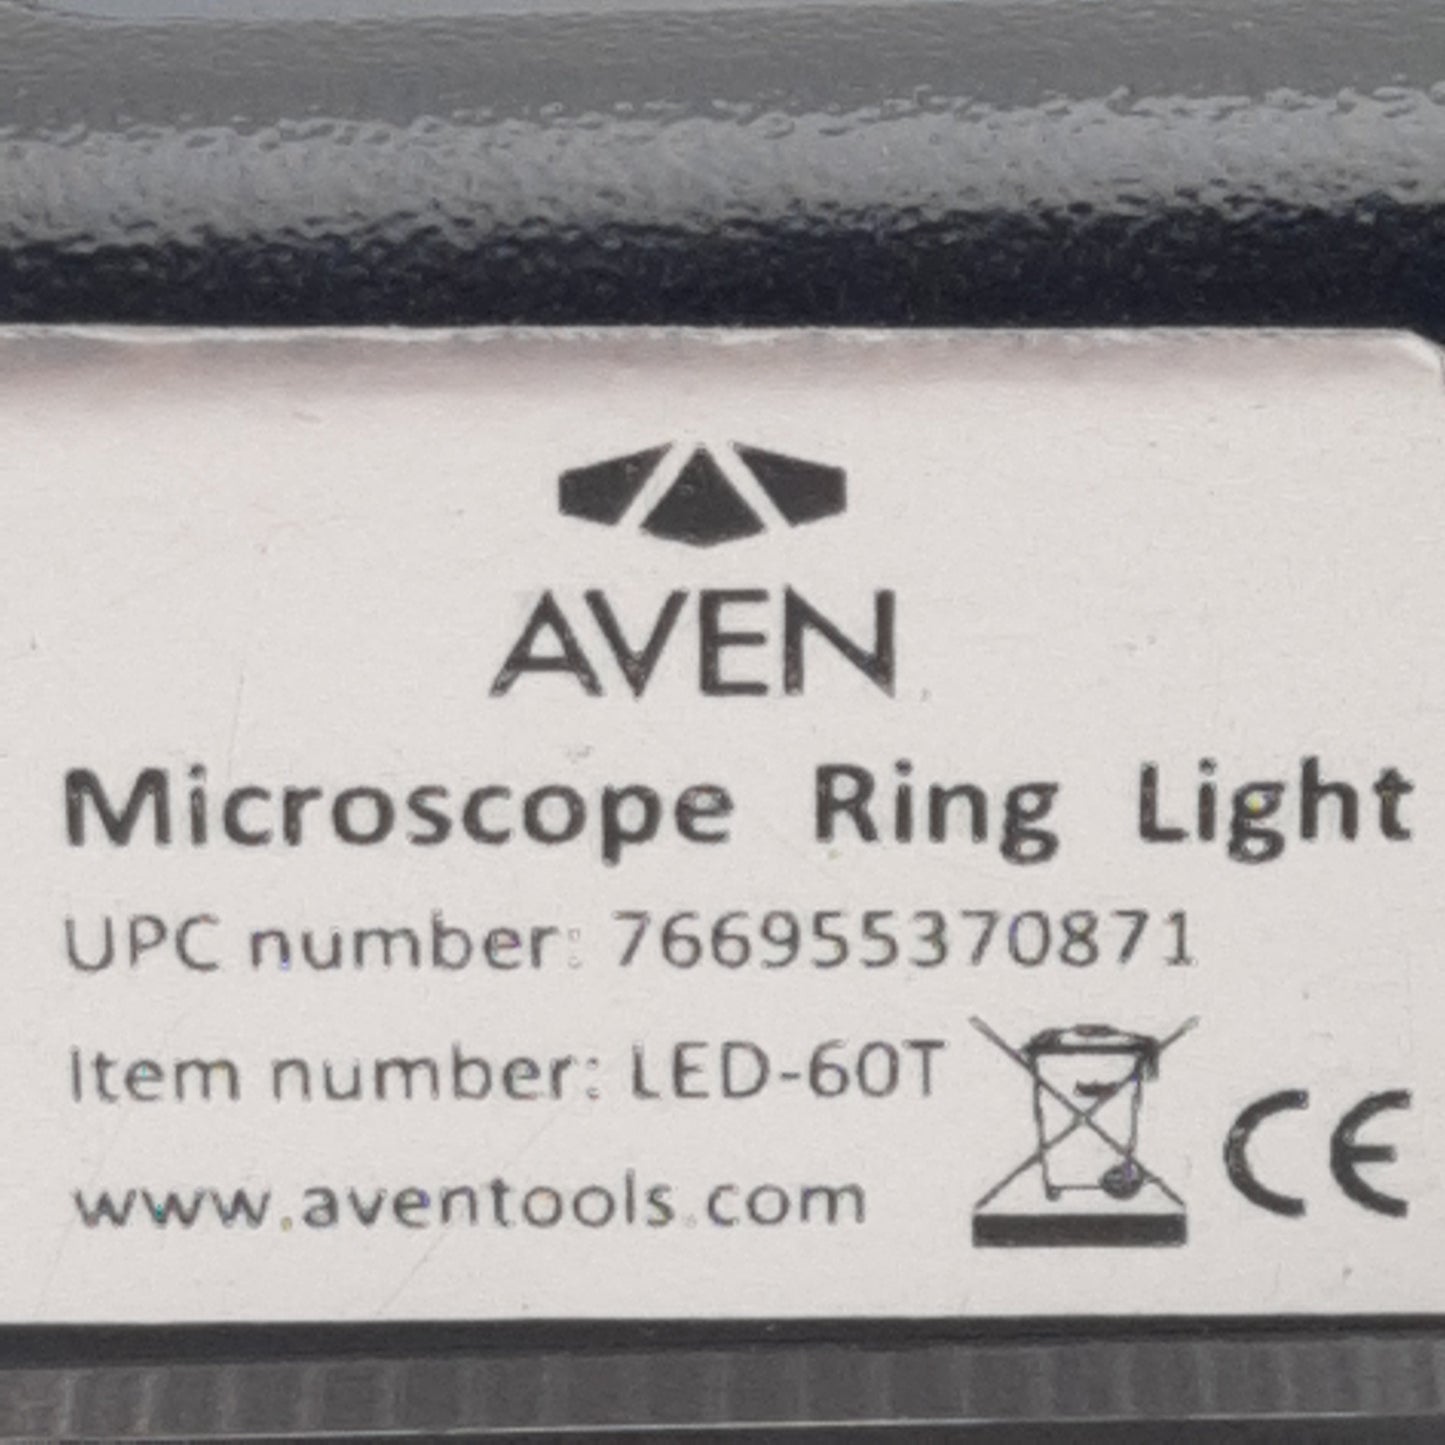 AVEN
Microscope Ring Light
UPC number: 766955370871
Item number: LED-60T
www.aventools.com
CE